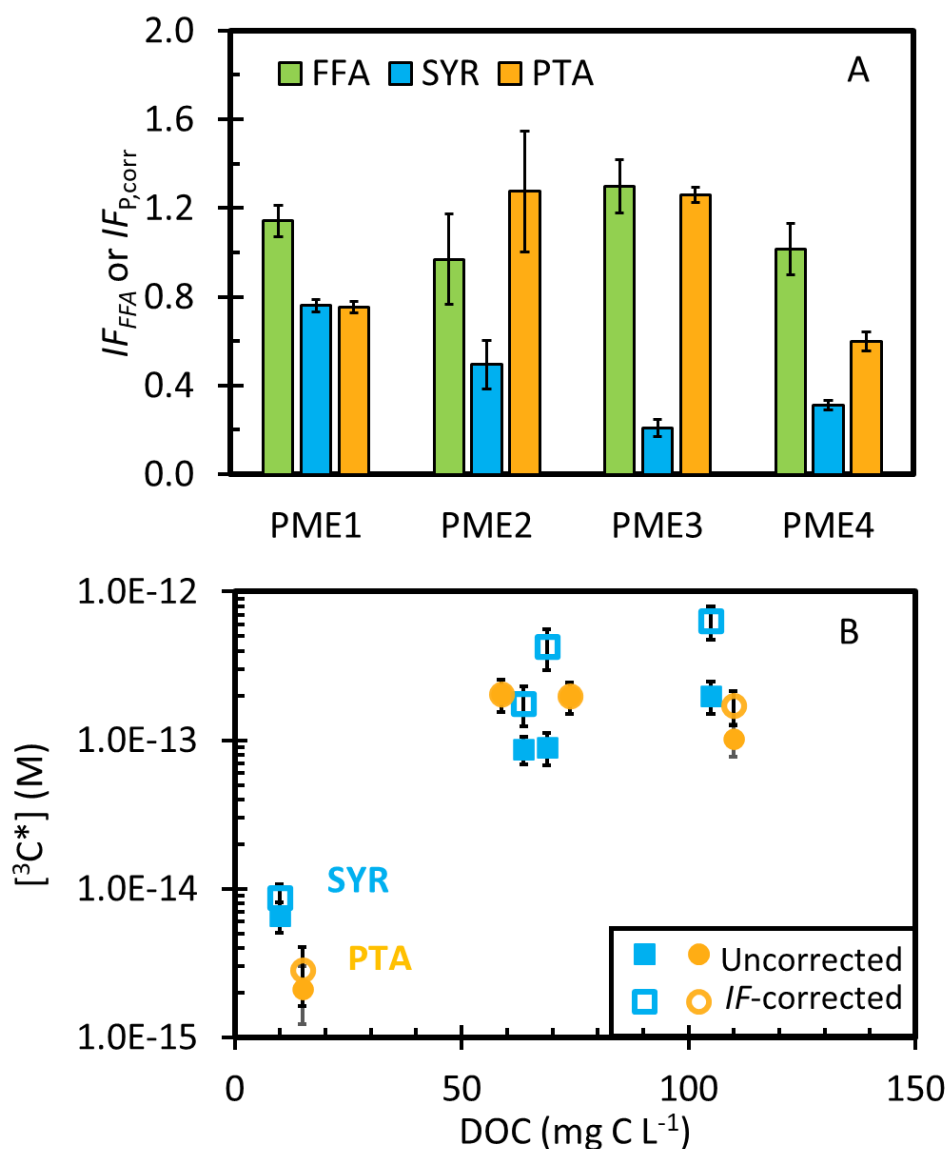 2.0
1.6
1.2
0.8
0.4
0.0
IF_FFA or IF_P,corr
FFA SYR PTA
A
PME1 PME2 PME3 PME4
1.0E-12
1.0E-13
1.0E-14
1.0E-15
[³C*] (M)
B
SYR
PTA
Uncorrected
IF-corrected
0 50 100 150
DOC (mg C L⁻¹)